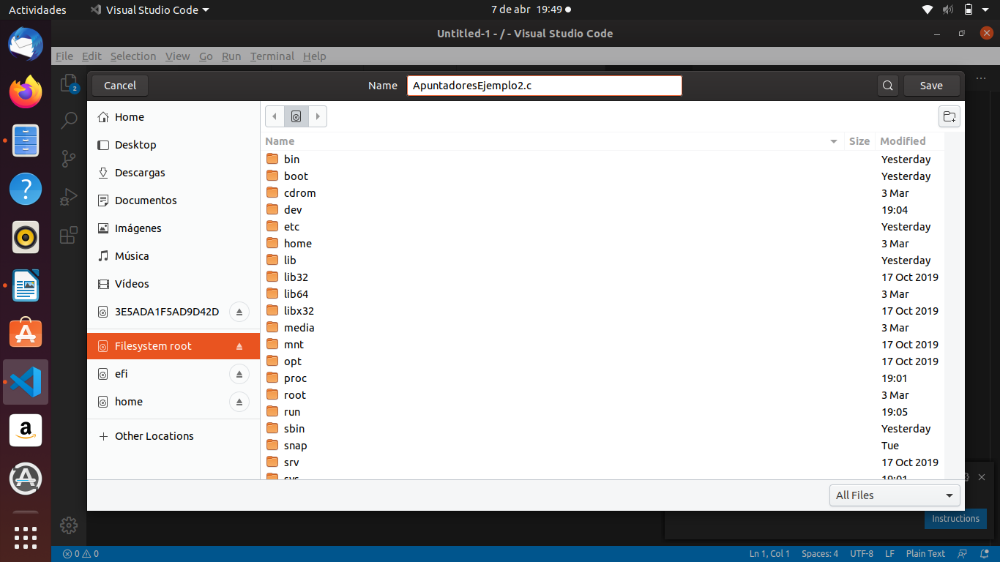 Actividades Visual Studio Code 7 de abr 19:49
Untitled-1 - / - Visual Studio Code
File Edit Selection View Go Run Terminal Help
Cancel Name ApuntadoresEjemplo2.c Save
2
Home
Desktop
Descargas
Documentos
Imágenes
Música
Vídeos
3E5ADA1F5AD9D42D
Filesystem root
efi
home
Other Locations
Name Size Modified
bin Yesterday
boot Yesterday
cdrom 3 Mar
dev 19:04
etc Yesterday
home 3 Mar
lib Yesterday
lib32 17 Oct 2019
lib64 3 Mar
libx32 17 Oct 2019
media 3 Mar
mnt 17 Oct 2019
opt 17 Oct 2019
proc 19:01
root 3 Mar
run 19:05
sbin Yesterday
snap Tue
srv 17 Oct 2019
sys 19:01
All Files
Instructions
0 0 Ln 1, Col 1 Spaces: 4 UTF-8 LF Plain Text